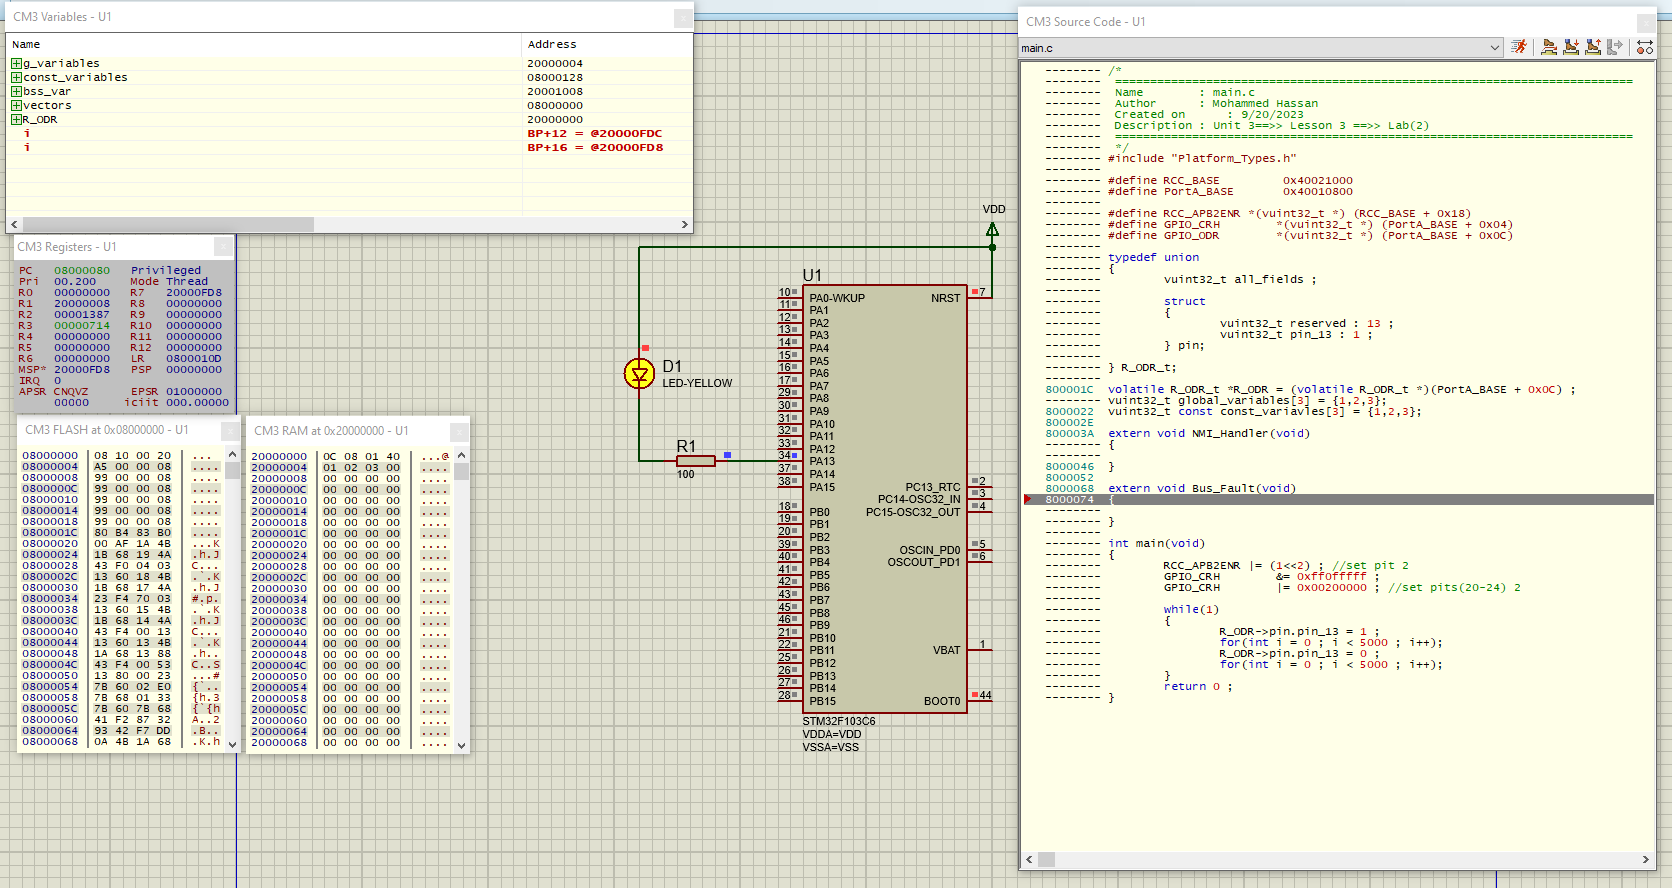 CM3 Variables - U1
Name Address
g_variables 20000004
const_variables 08000128
bss_var 20001008
vectors 08000000
R_ODR 20000000
i BP+12 = @20000FDC
i BP+16 = @20000FD8
CM3 Registers - U1
PC 08000080 Privileged
Pri 00.200 Mode Thread
R0 00000000 R7 20000FD8
R1 20000008 R8 00000000
R2 00001387 R9 00000000
R3 00000714 R10 00000000
R4 00000000 R11 00000000
R5 00000000 R12 00000000
R6 00000000 LR 0800010D
MSP* 20000FD8 PSP 00000000
IRQ 0
APSR CNQVZ EPSR 01000000
00000 iciit 000.00000
CM3 FLASH at 0x08000000 - U1
08000000 08 10 00 20 ...
08000004 A5 00 00 08 ....
08000008 99 00 00 08 ....
0800000C 99 00 00 08 ....
08000010 99 00 00 08 ....
08000014 99 00 00 08 ....
08000018 99 00 00 08 ....
0800001C 80 B4 83 B0 ....
08000020 00 AF 1A 4B ...K
08000024 1B 68 19 4A .h.J
08000028 43 F0 04 03 C...
0800002C 13 60 18 4B .`.K
08000030 1B 68 17 4A .h.J
08000034 23 F4 70 03 #.p.
08000038 13 60 15 4B .`.K
0800003C 1B 68 14 4A .h.J
08000040 43 F4 00 13 C...
08000044 13 60 13 4B .`.K
08000048 1A 68 13 88 .h..
0800004C 43 F4 00 53 C..S
08000050 13 80 00 23 ...#
08000054 7B 60 02 E0 {`..
08000058 7B 68 01 33 {h.3
0800005C 7B 60 7B 68 {`{h
08000060 41 F2 87 32 A..2
08000064 93 42 F7 DD .B..
08000068 0A 4B 1A 68 .K.h
CM3 RAM at 0x20000000 - U1
20000000 0C 08 01 40 ...@
20000004 01 02 03 00 ....
20000008 00 00 00 00 ....
2000000C 00 00 00 00 ....
20000010 00 00 00 00 ....
20000014 00 00 00 00 ....
20000018 00 00 00 00 ....
2000001C 00 00 00 00 ....
20000020 00 00 00 00 ....
20000024 00 00 00 00 ....
20000028 00 00 00 00 ....
2000002C 00 00 00 00 ....
20000030 00 00 00 00 ....
20000034 00 00 00 00 ....
20000038 00 00 00 00 ....
2000003C 00 00 00 00 ....
20000040 00 00 00 00 ....
20000044 00 00 00 00 ....
20000048 00 00 00 00 ....
2000004C 00 00 00 00 ....
20000050 00 00 00 00 ....
20000054 00 00 00 00 ....
20000058 00 00 00 00 ....
2000005C 00 00 00 00 ....
20000060 00 00 00 00 ....
20000064 00 00 00 00 ....
20000068 00 00 00 00 ....
VDD
D1
LED-YELLOW
R1
100
U1
10 PA0-WKUP NRST 7
11 PA1
12 PA2
13 PA3
14 PA4
15 PA5
16 PA6
17 PA7
29 PA8
30 PA9
31 PA10
32 PA11
33 PA12
34 PA13
37 PA14
38 PA15
PC13_RTC 2
PC14-OSC32_IN 3
PC15-OSC32_OUT 4
18 PB0
19 PB1
20 PB2
39 PB3
40 PB4
41 PB5
42 PB6
43 PB7
45 PB8
46 PB9
21 PB10
22 PB11
25 PB12
26 PB13
27 PB14
28 PB15
OSCIN_PD0 5
OSCOUT_PD1 6
VBAT 1
BOOT0 44
STM32F103C6
VDDA=VDD
VSSA=VSS
CM3 Source Code - U1
main.c
-------- /*
-------- =========================================================================
-------- Name : main.c
-------- Author : Mohammed Hassan
-------- Created on : 9/20/2023
-------- Description : Unit 3==>> Lesson 3 ==>> Lab(2)
-------- =========================================================================
-------- */
-------- #include "Platform_Types.h"
--------
-------- #define RCC_BASE 0x40021000
-------- #define PortA_BASE 0x40010800
--------
-------- #define RCC_APB2ENR *(vuint32_t *) (RCC_BASE + 0x18)
-------- #define GPIO_CRH *(vuint32_t *) (PortA_BASE + 0x04)
-------- #define GPIO_ODR *(vuint32_t *) (PortA_BASE + 0x0C)
--------
-------- typedef union
-------- {
-------- vuint32_t all_fields ;
--------
-------- struct
-------- {
-------- vuint32_t reserved : 13 ;
-------- vuint32_t pin_13 : 1 ;
-------- } pin;
--------
-------- } R_ODR_t;
--------
800001C volatile R_ODR_t *R_ODR = (volatile R_ODR_t *)(PortA_BASE + 0x0C) ;
-------- vuint32_t global_variables[3] = {1,2,3};
8000022 vuint32_t const const_variavles[3] = {1,2,3};
800002E
800003A extern void NMI_Handler(void)
-------- {
--------
8000046 }
8000052
8000068 extern void Bus_Fault(void)
8000074 {
--------
-------- }
--------
-------- int main(void)
-------- {
-------- RCC_APB2ENR |= (1<<2) ; //set pit 2
-------- GPIO_CRH &= 0xff0fffff ;
-------- GPIO_CRH |= 0x00200000 ; //set pits(20-24) 2
--------
-------- while(1)
-------- {
-------- R_ODR->pin.pin_13 = 1 ;
-------- for(int i = 0 ; i < 5000 ; i++);
-------- R_ODR->pin.pin_13 = 0 ;
-------- for(int i = 0 ; i < 5000 ; i++);
-------- }
-------- return 0 ;
-------- }